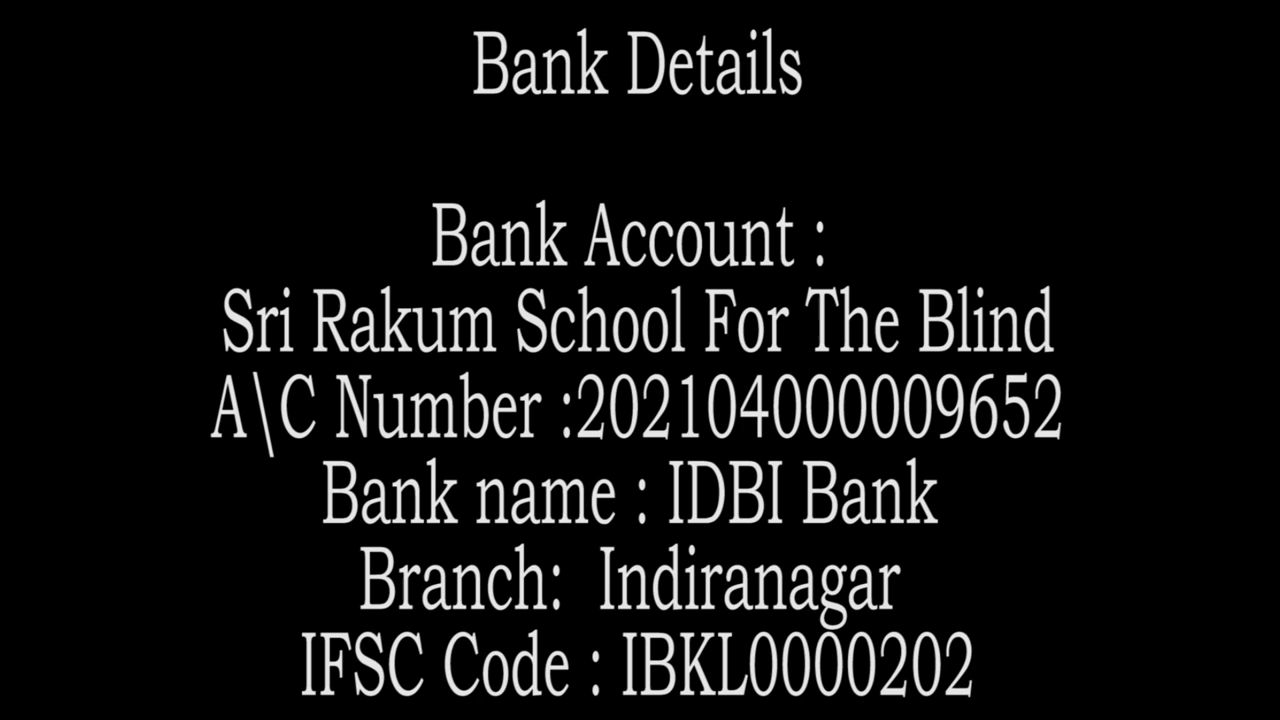 Bank Details
Bank Account :
Sri Rakum School For The Blind
A\C Number :202104000009652
Bank name : IDBI Bank
Branch:  Indiranagar
IFSC Code : IBKL0000202